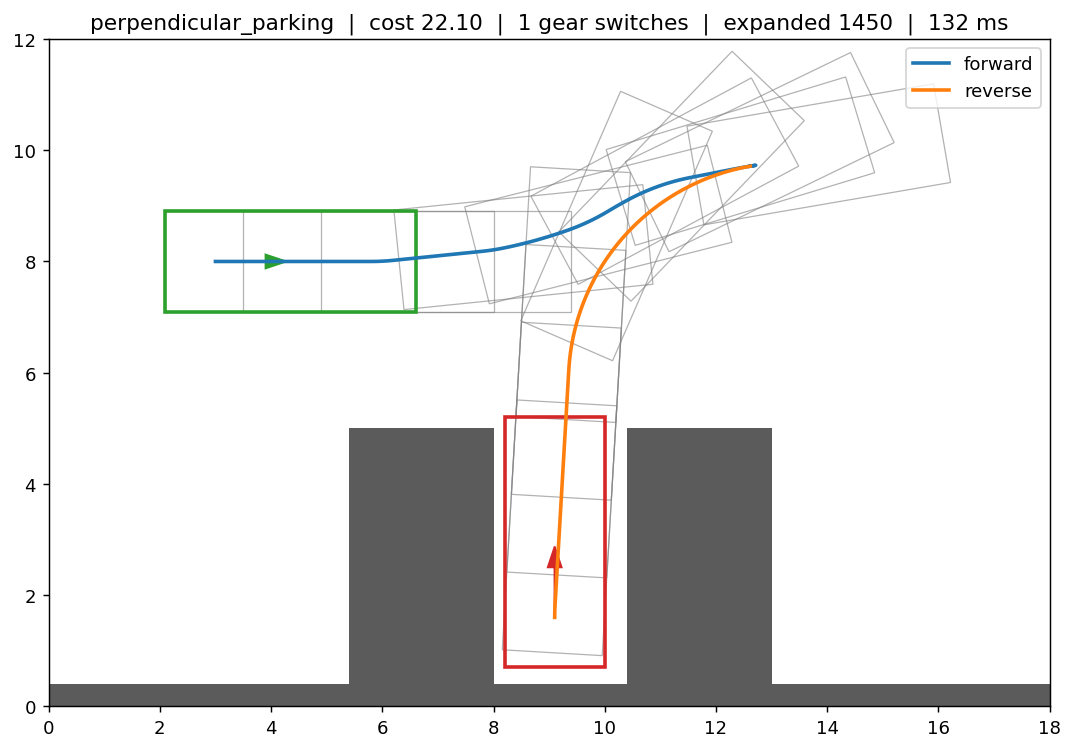 perpendicular_parking | cost 22.10 | 1 gear switches | expanded 1450 | 132 ms
forward
reverse
12
10
8
6
4
2
0
0 2 4 6 8 10 12 14 16 18